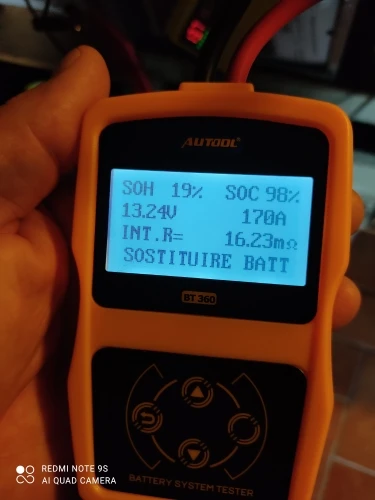 AUTOOL®
SOH 19% SOC 98%
13.24V 170A
INT.R= 16.23mΩ
SOSTITUIRE BATT
BT 360
BATTERY SYSTEM TESTER
REDMI NOTE 9S
AI QUAD CAMERA